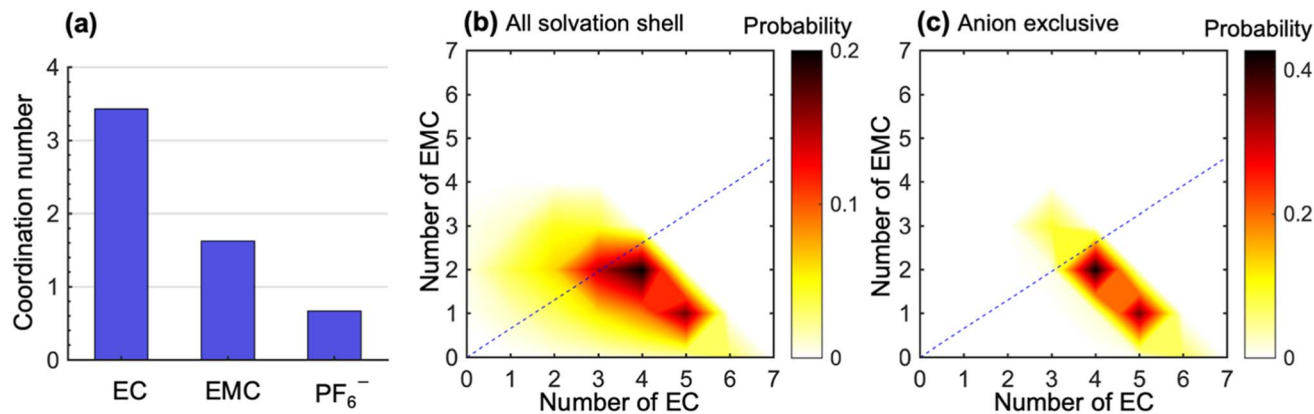 (a)
Coordination number
4
3
2
1
0
EC EMC PF₆⁻
(b) All solvation shell Probability
Number of EMC
7
6
5
4
3
2
1
0
0 1 2 3 4 5 6 7
Number of EC
0.2
0.1
0
(c) Anion exclusive Probability
Number of EMC
7
6
5
4
3
2
1
0
0 1 2 3 4 5 6 7
Number of EC
0.4
0.2
0